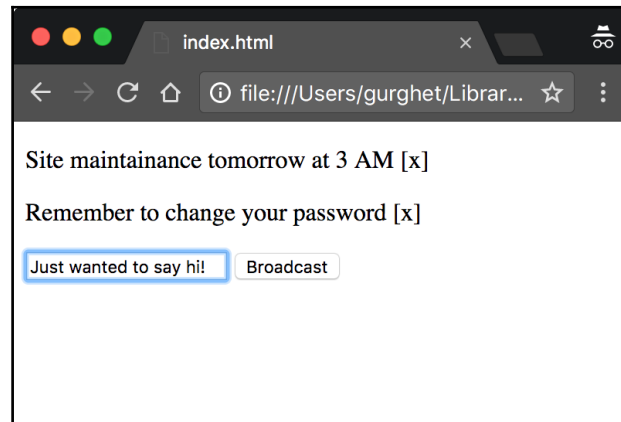 index.html
file:///Users/gurghet/Librar...
Site maintainance tomorrow at 3 AM [x]
Remember to change your password [x]
Just wanted to say hi! Broadcast